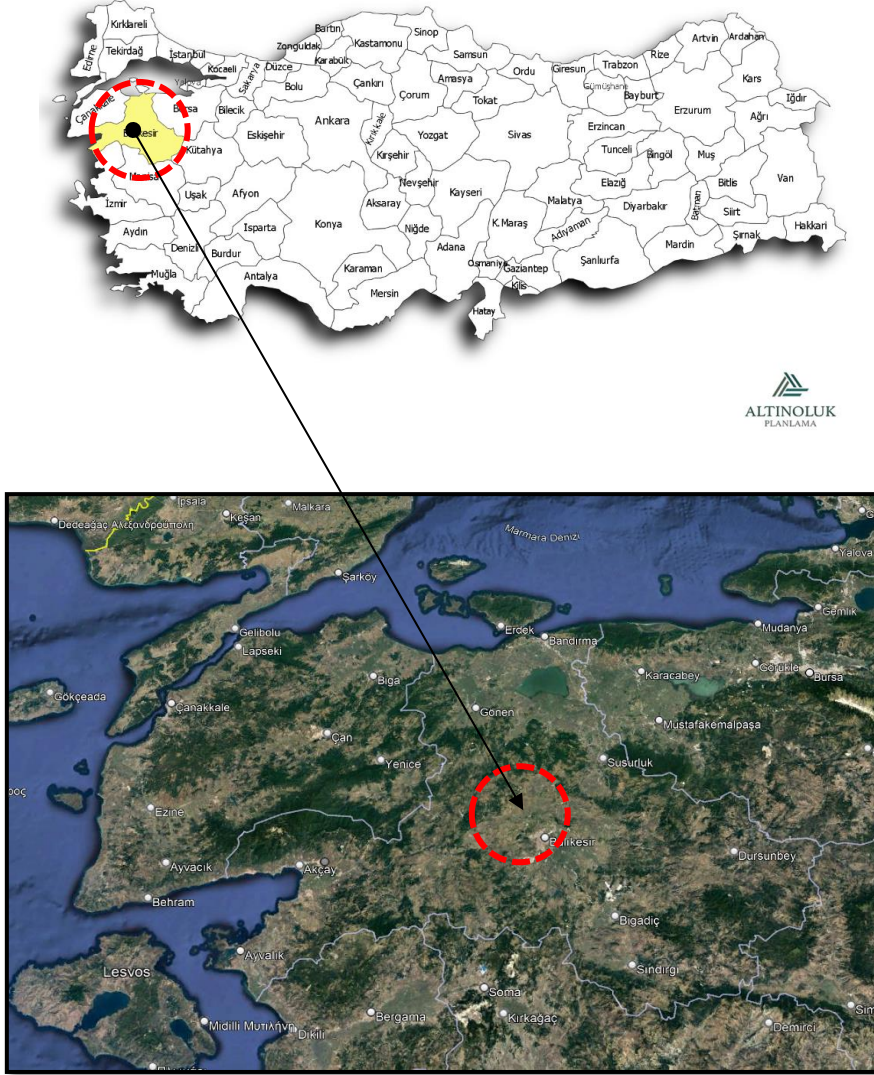 Kırklareli
Edirne
Tekirdağ
İstanbul
Kocaeli
Yalova
Sakarya
Düzce
Zonguldak
Bartın
Karabük
Kastamonu
Sinop
Samsun
Ordu
Giresun
Trabzon
Rize
Artvin
Ardahan
Kars
Iğdır
Ağrı
Erzurum
Bayburt
Gümüşhane
Tokat
Amasya
Çorum
Çankırı
Bolu
Bilecik
Bursa
Çanakkale
Kütahya
Eskişehir
Ankara
Kırıkkale
Kırşehir
Yozgat
Sivas
Erzincan
Tunceli
Bingöl
Muş
Bitlis
Van
Hakkari
Şırnak
Siirt
Batman
Mardin
Diyarbakır
Elazığ
Malatya
Adıyaman
Şanlıurfa
K.Maraş
Kayseri
Nevşehir
Aksaray
Niğde
Adana
Osmaniye
Gaziantep
Kilis
Hatay
Mersin
Karaman
Konya
Afyon
Uşak
Manisa
İzmir
Aydın
Denizli
Isparta
Burdur
Antalya
Muğla
ALTINOLUK
PLANLAMA
İpsala
Malkara
Keşan
Dedeağaç Αλεξανδρούπολη
Marmara Denizi
Yalova
Şarköy
Gemlik
Erdek
Mudanya
Gelibolu
Bandırma
Lapseki
Karacabey
Görükle
Bursa
Biga
Gökçeada
Çanakkale
Gönen
Mustafakemalpaşa
Çan
Yenice
Susurluk
Ezine
Balıkesir
Dursunbey
Ayvacık
Akçay
Behram
Bigadiç
Ayvalık
Sındırgı
Lesvos
Soma
Bergama
Kırkağaç
Midilli Μυτιλήνη
Dikili
Demirci
Sim